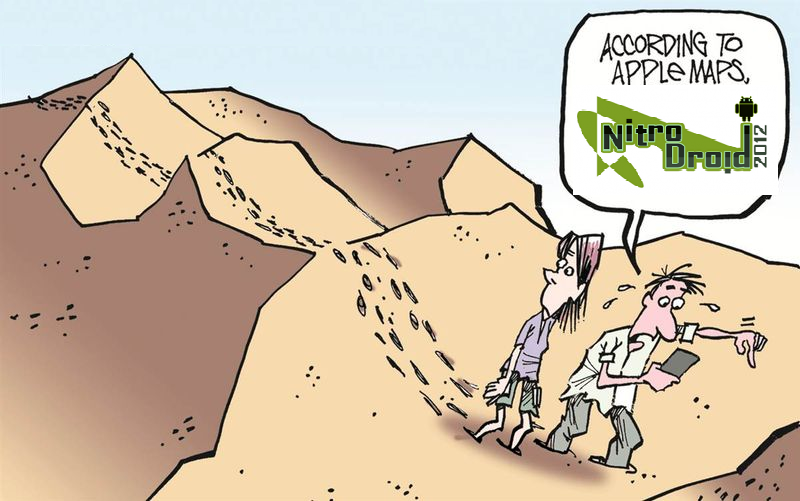 ACCORDING TO
APPLE MAPS,
Nitro
Droid
2012